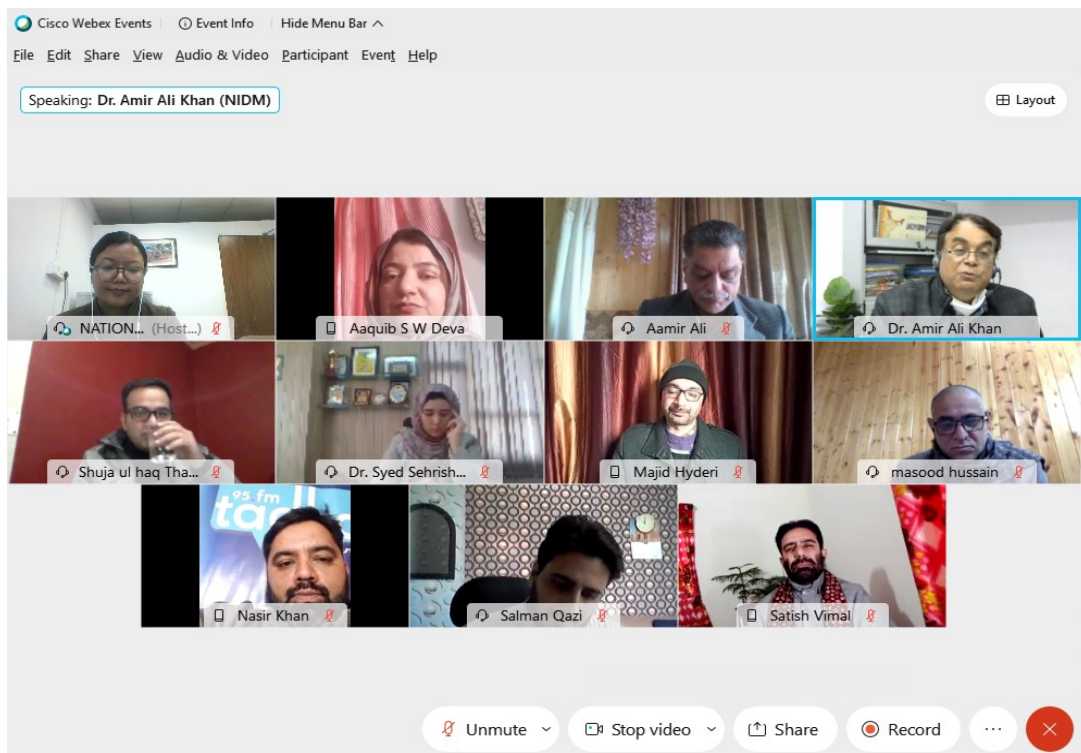 Cisco Webex Events Event Info Hide Menu Bar
File Edit Share View Audio & Video Participant Event Help
Speaking: Dr. Amir Ali Khan (NIDM)
Layout
NATION... (Host...)
Aaquib S W Deva
Aamir Ali
Dr. Amir Ali Khan
Shuja ul haq Tha...
Dr. Syed Sehrish...
Majid Hyderi
masood hussain
95 fm
Nasir Khan
Salman Qazi
Satish Vimal
Unmute Stop video Share Record ...